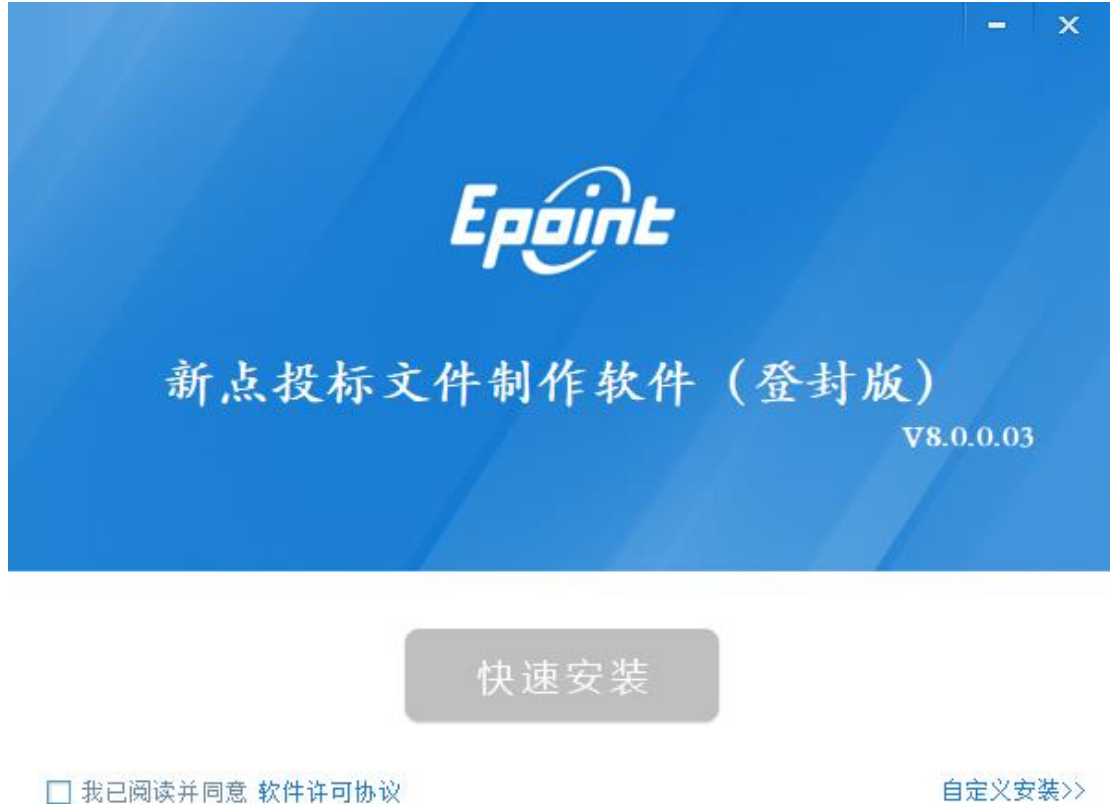 Epoint
新点投标文件制作软件（登封版）
V8.0.0.03
快速安装
我已阅读并同意 软件许可协议
自定义安装>>